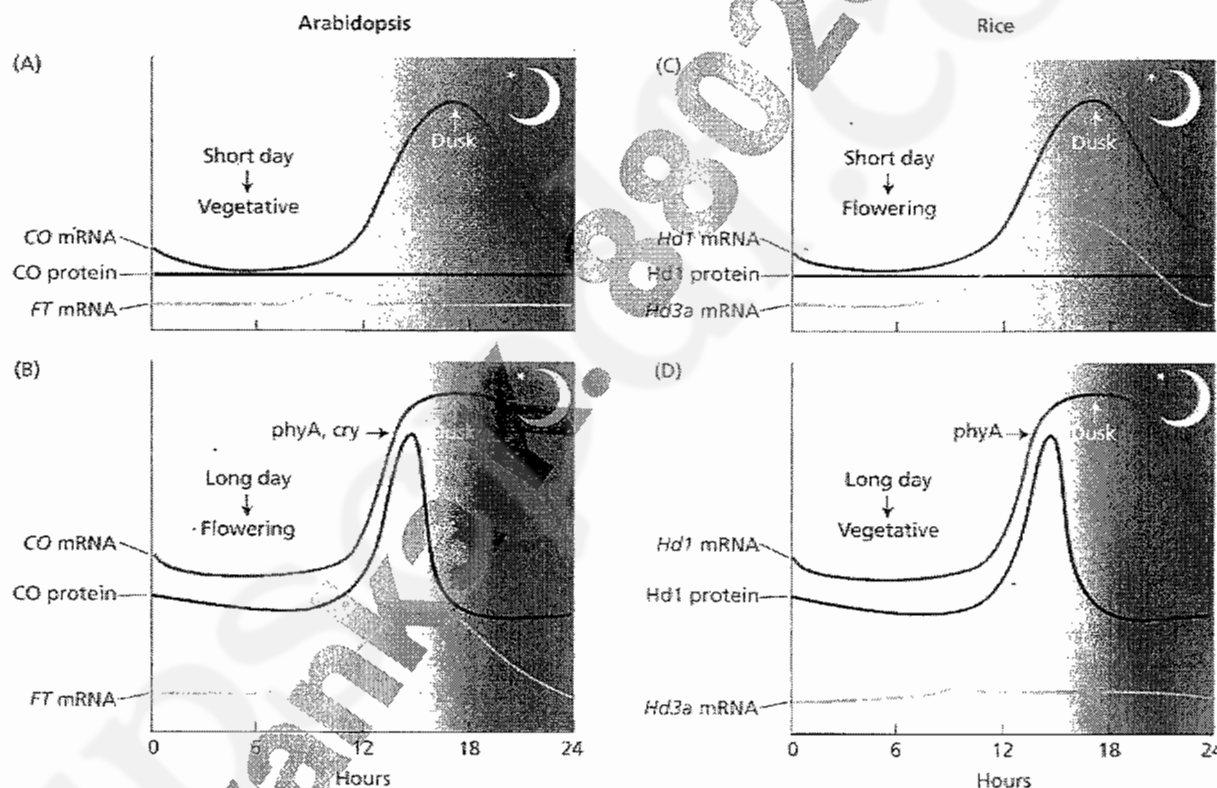 Arabidopsis
Rice
(A)
Short day
Vegetative
Dusk
CO mRNA
CO protein
FT mRNA
(C)
Short day
Flowering
Dusk
Hd1 mRNA
Hd1 protein
Hd3a mRNA
(B)
phyA, cry
Dusk
Long day
Flowering
CO mRNA
CO protein
FT mRNA
0 6 12 18 24
Hours
(D)
phyA
Dusk
Long day
Vegetative
Hd1 mRNA
Hd1 protein
Hd3a mRNA
0 6 12 18 24
Hours